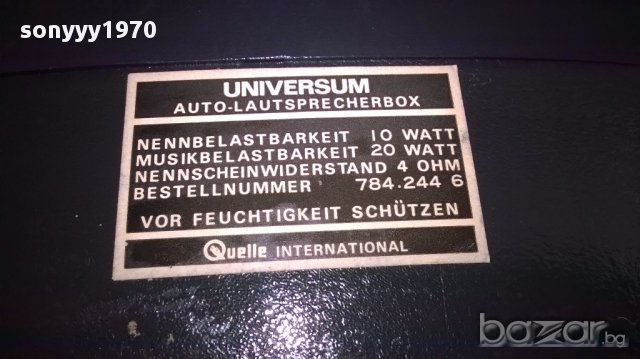 sonyyy1970
UNIVERSUM
AUTO-LAUTSPRECHERBOX
NENNBELASTBARKEIT 10 WATT
MUSIKBELASTBARKEIT 20 WATT
NENNSCHEINWIDERSTAND 4 OHM
BESTELLNUMMER 784.244 6
VOR FEUCHTIGKEIT SCHÜTZEN
Quelle INTERNATIONAL
bazar.bg